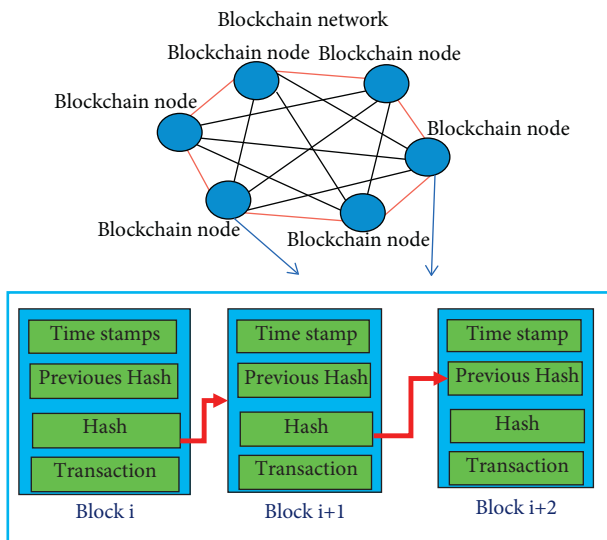 Blockchain network
Blockchain node
Blockchain node
Blockchain node
Blockchain node
Blockchain node
Blockchain node
Time stamps
Previoues Hash
Hash
Transaction
Block i
Time stamp
Previous Hash
Hash
Transaction
Block i+1
Time stamp
Previous Hash
Hash
Transaction
Block i+2